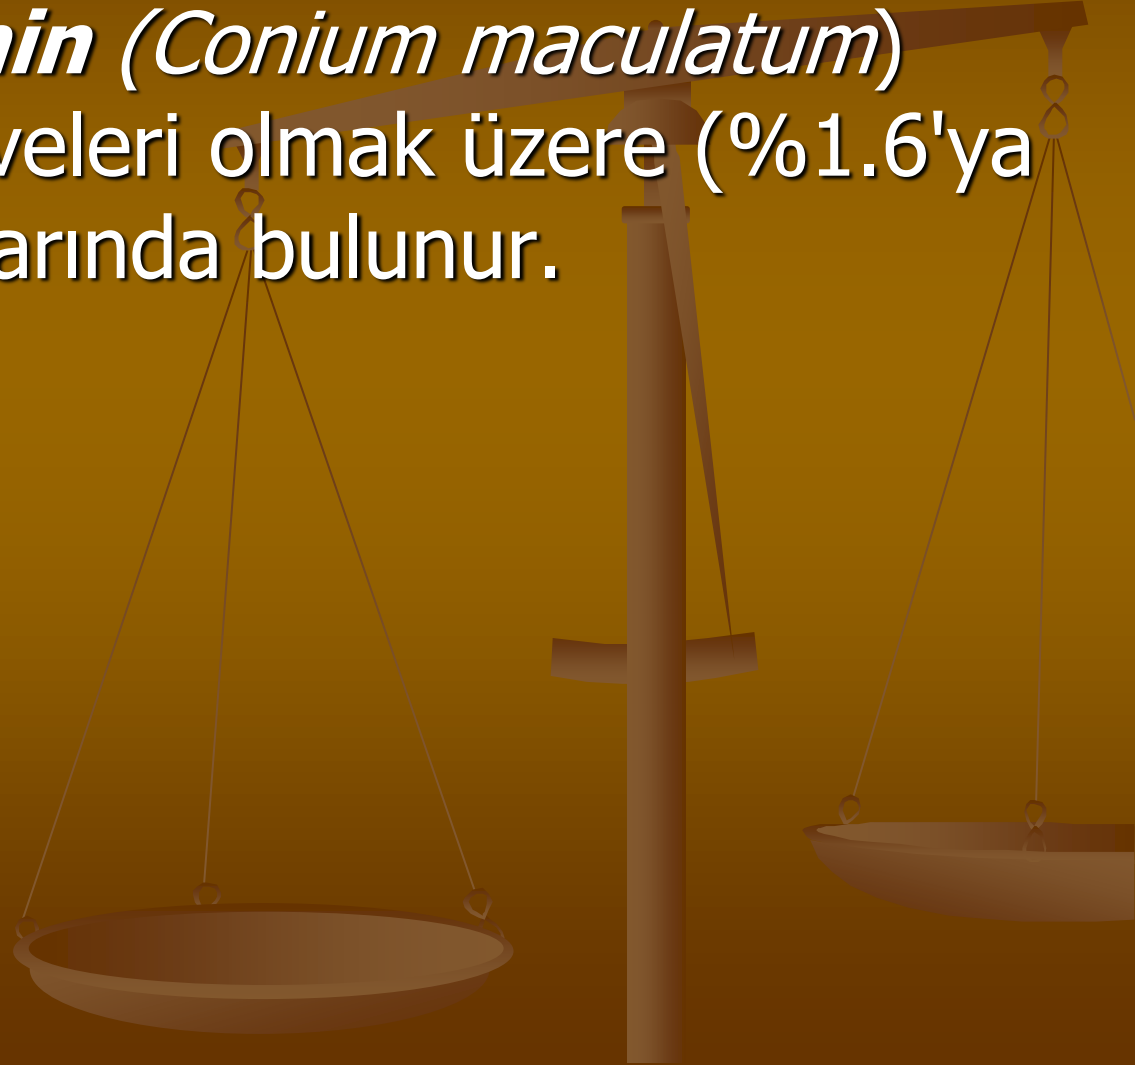 nin (Conium maculatum)
veleri olmak üzere (%1.6'ya
arında bulunur.